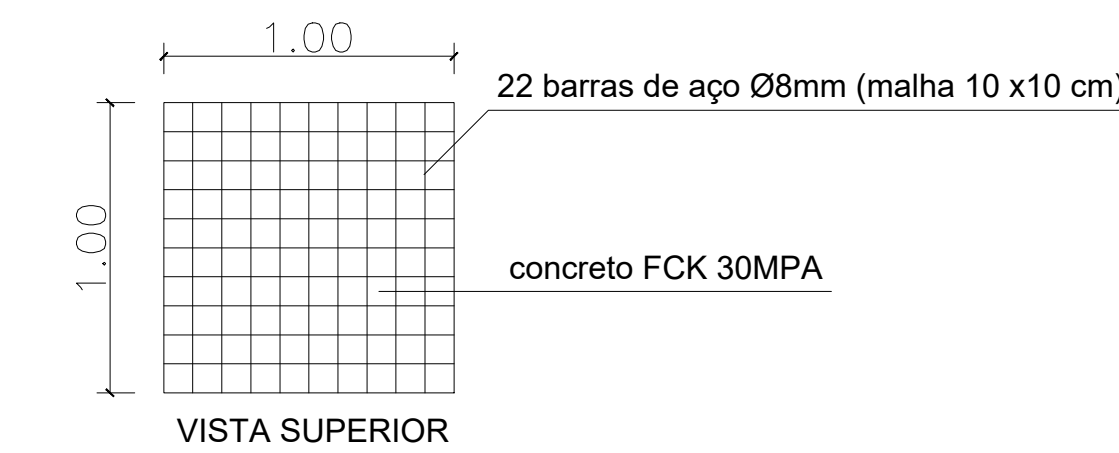 1.00
22 barras de aço Ø8mm (malha 10 x10 cm)
1.00
concreto FCK 30MPA
VISTA SUPERIOR